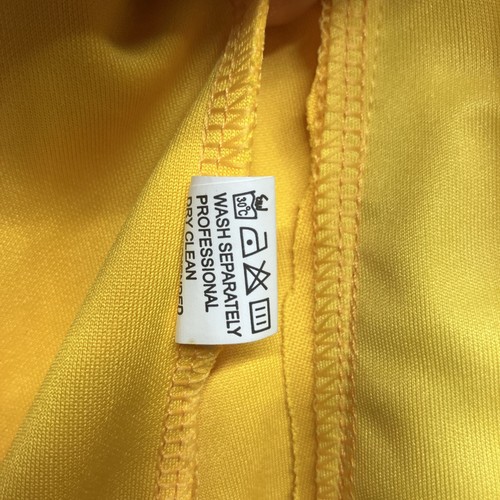 30°C
WASH SEPARATELY
PROFESSIONAL
DRY CLEAN